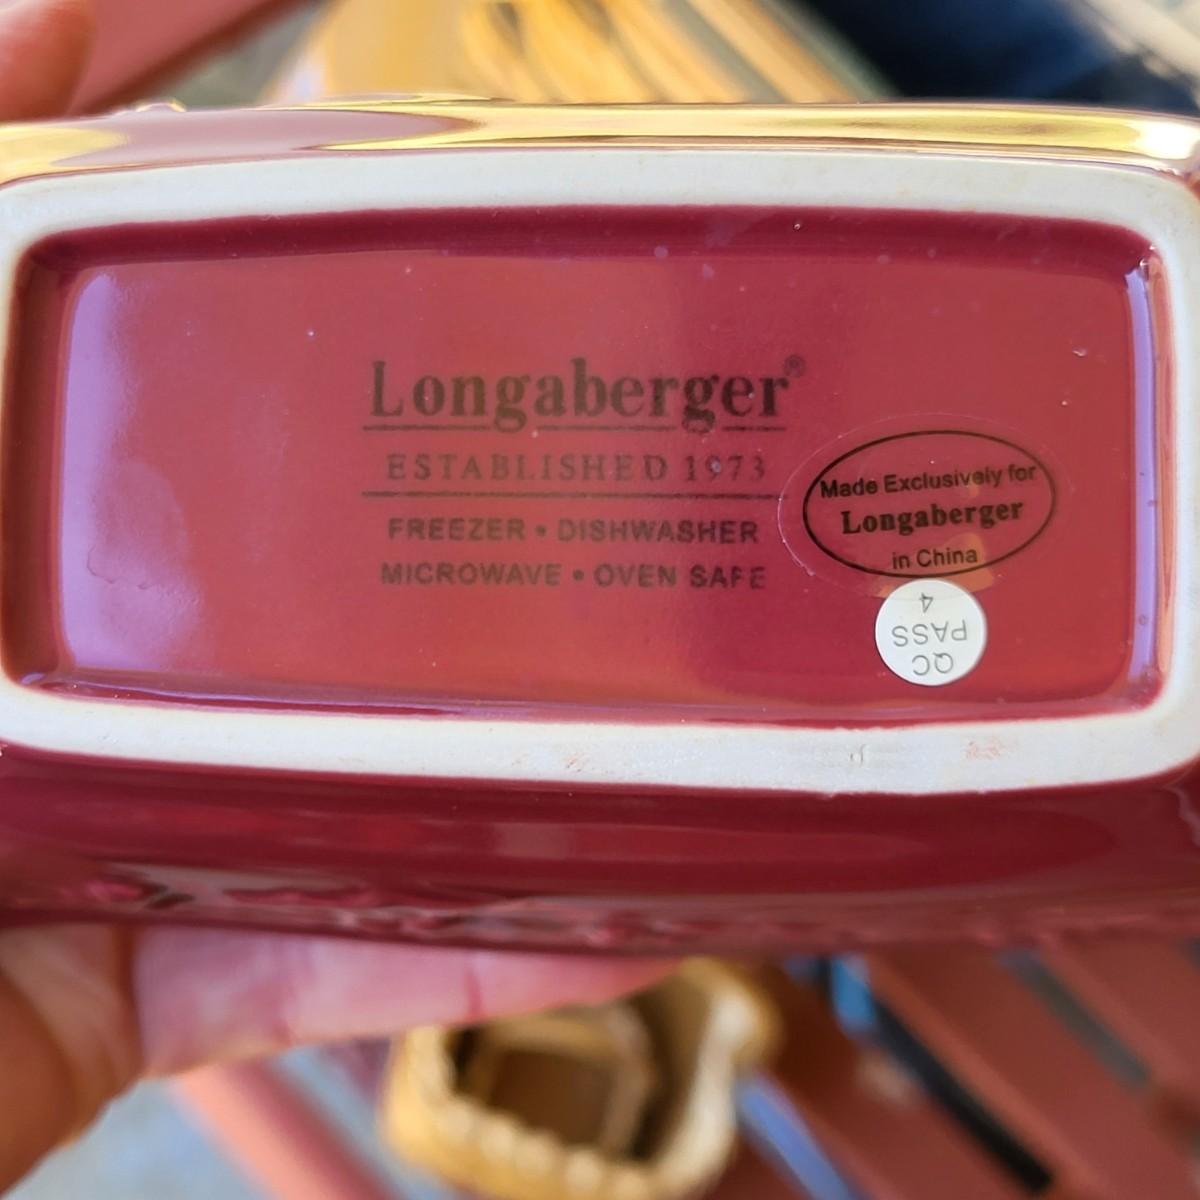 Longaberger®
ESTABLISHED 1973
FREEZER • DISHWASHER
MICROWAVE • OVEN SAFE
Made Exclusively for
Longaberger
in China
QC
PASS
4